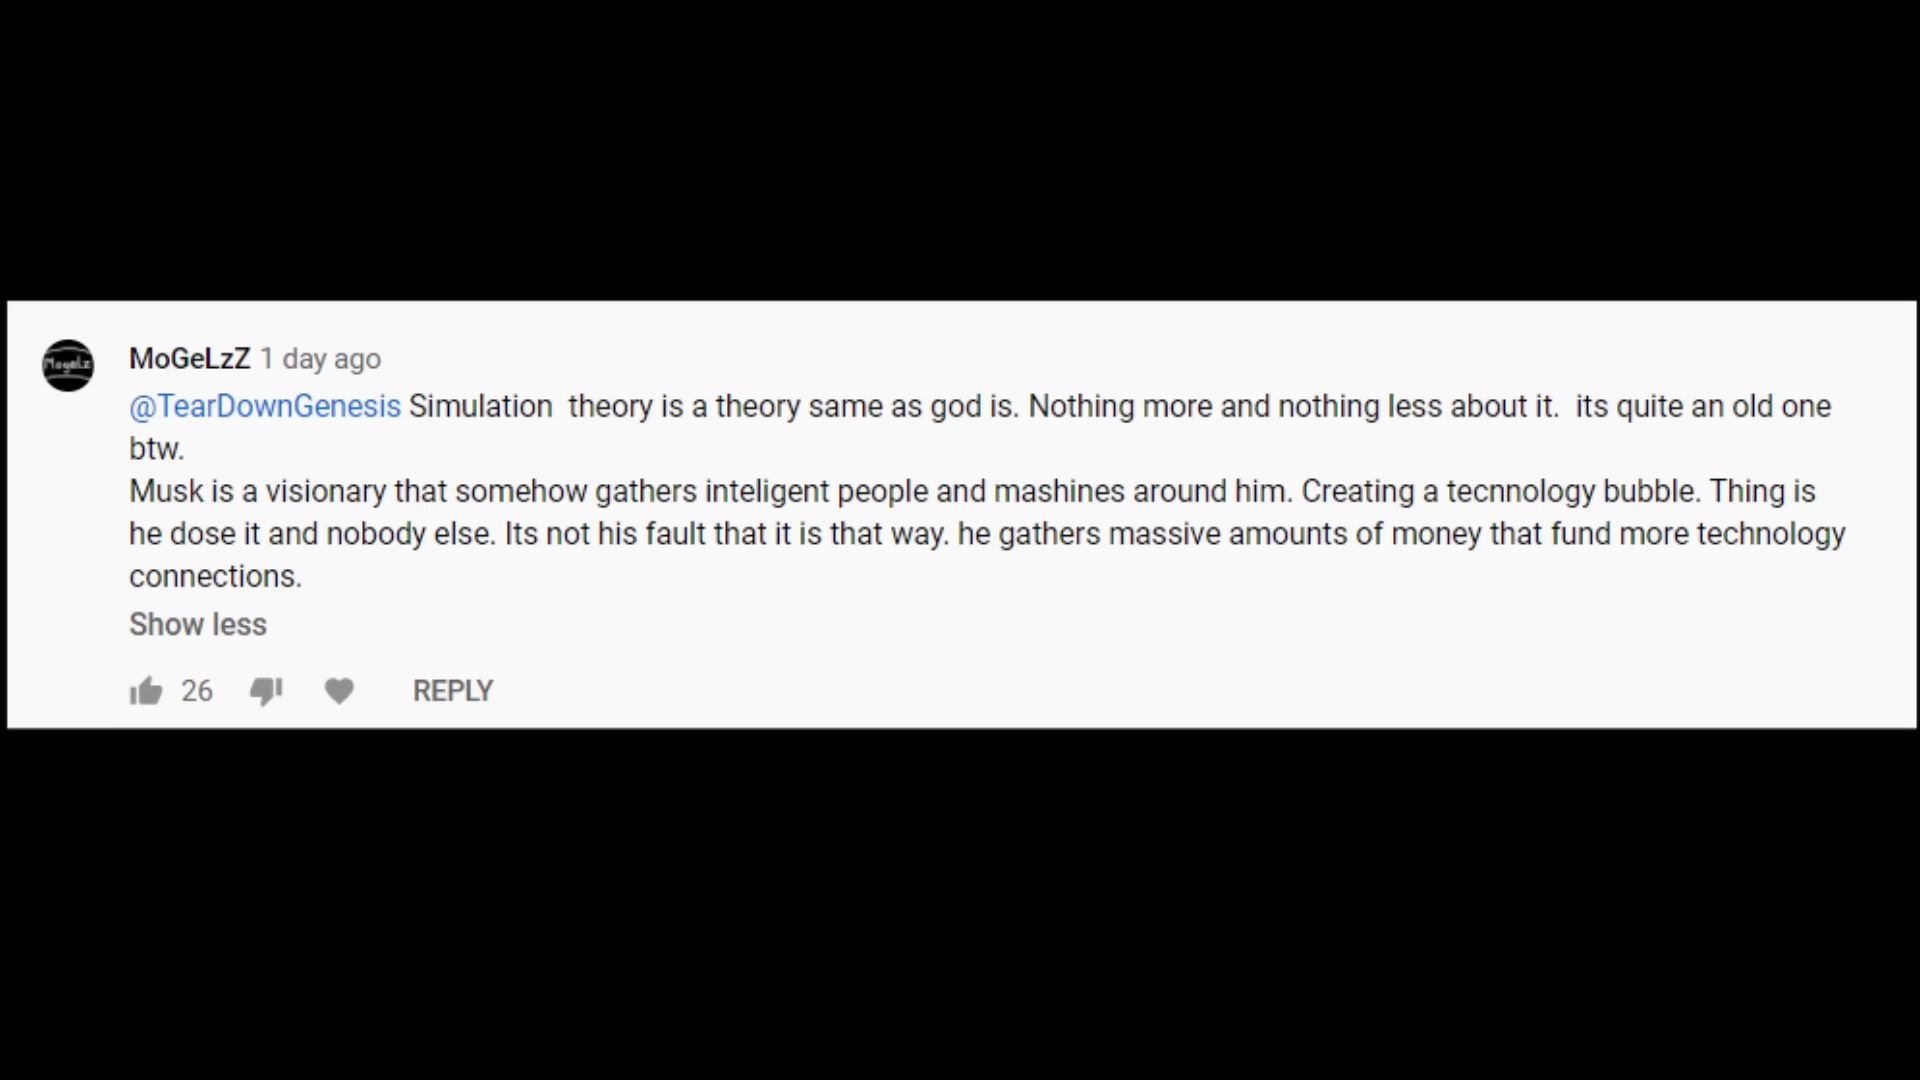 MoGeLzZ 1 day ago
@TearDownGenesis Simulation  theory is a theory same as god is. Nothing more and nothing less about it.  its quite an old one
btw.
Musk is a visionary that somehow gathers inteligent people and mashines around him. Creating a tecnnology bubble. Thing is
he dose it and nobody else. Its not his fault that it is that way. he gathers massive amounts of money that fund more technology
connections.
Show less
26 REPLY